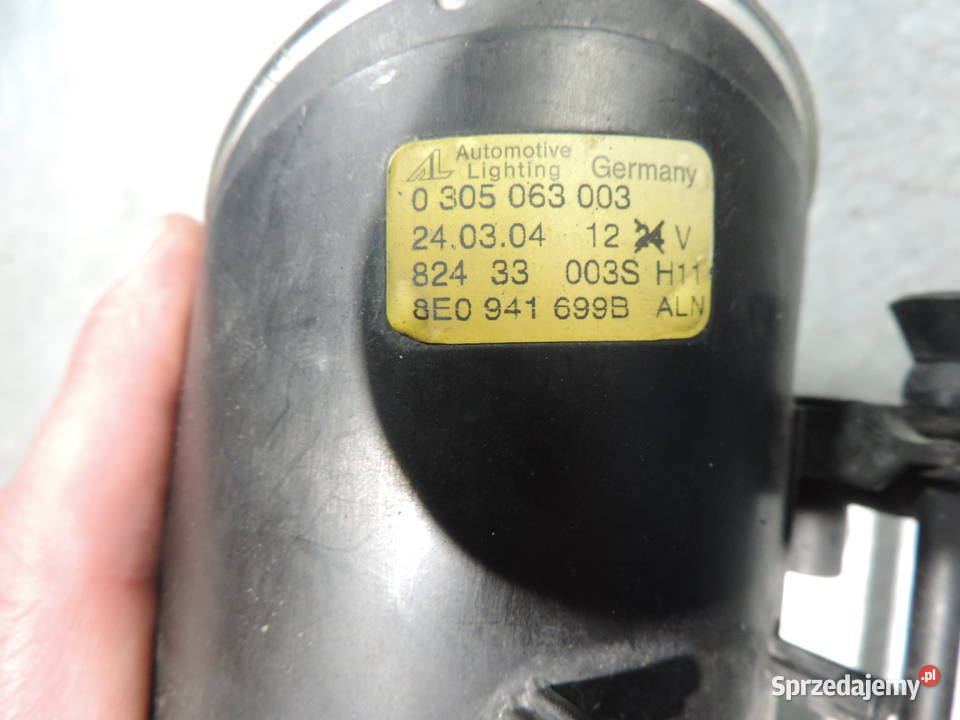 AL Automotive Lighting Germany
0 305 063 003
24.03.04 12 24 V
824 33 003S H11
8E0 941 699B ALN
Sprzedajemy.pl